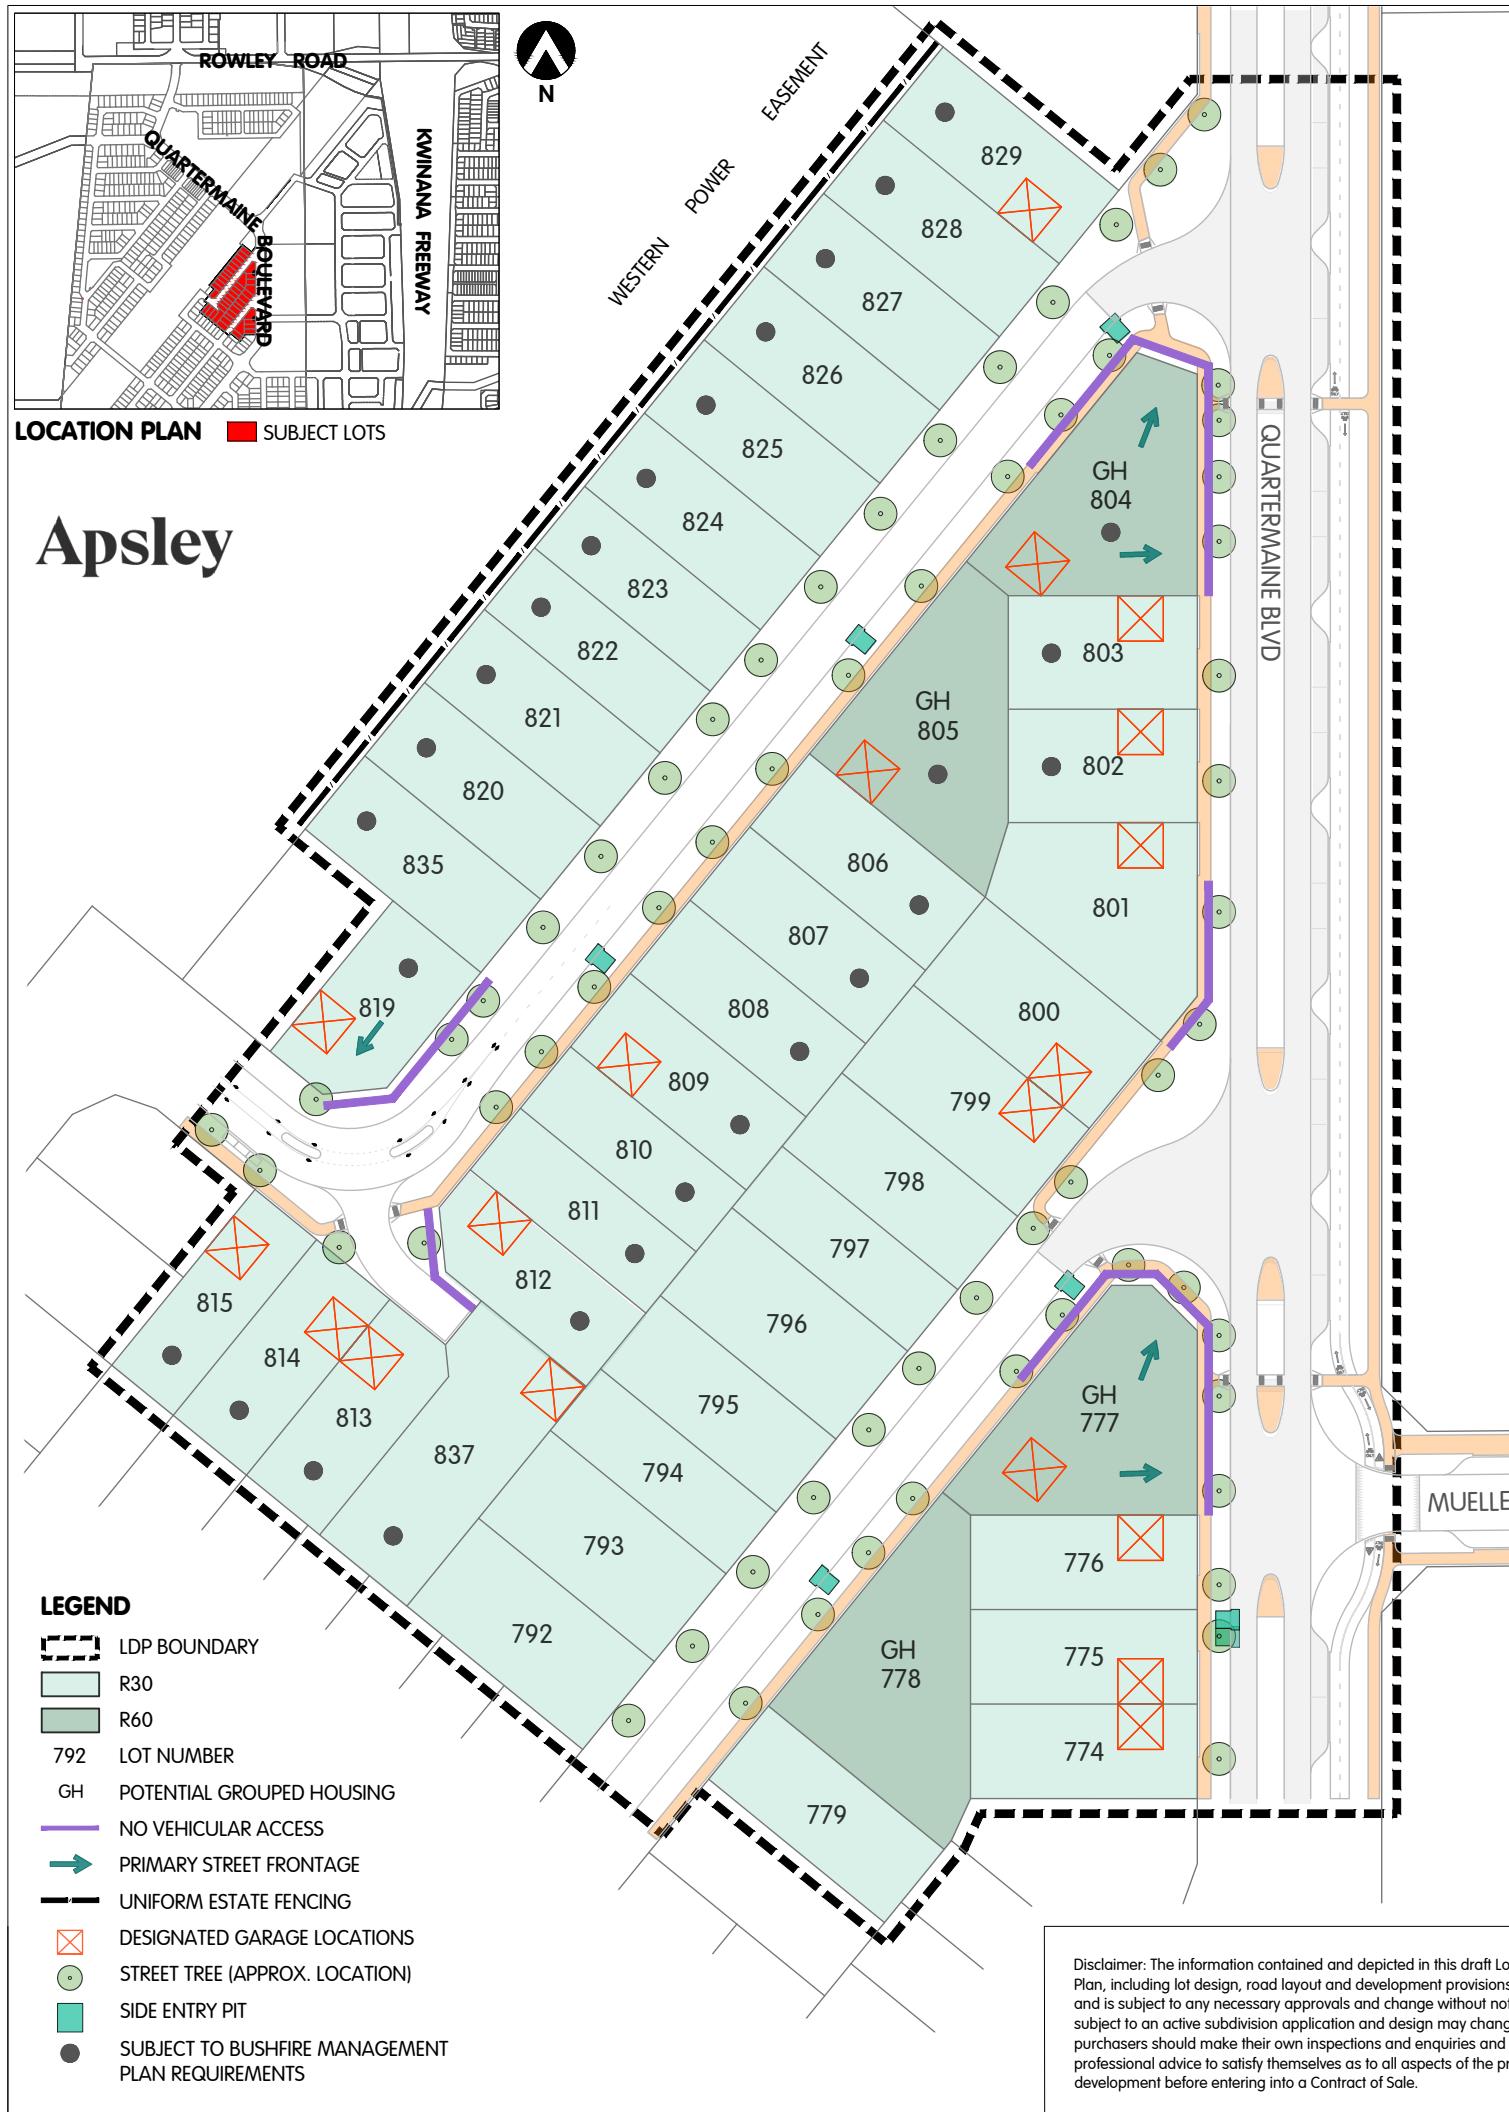 ROWLEY ROAD
QUARTERMAINE BOULEVARD
KWINANA FREEWAY
N
LOCATION PLAN
SUBJECT LOTS
Apsley
WESTERN POWER EASEMENT
829
828
827
826
825
824
823
822
821
820
835
819
GH
804
803
GH
805
802
801
806
807
808
809
810
811
812
800
799
798
797
796
795
794
793
792
815
814
813
837
GH
777
776
775
774
GH
778
779
QUARTERMAINE BLVD
MUELLE
LEGEND
LDP BOUNDARY
R30
R60
792 LOT NUMBER
GH POTENTIAL GROUPED HOUSING
NO VEHICULAR ACCESS
PRIMARY STREET FRONTAGE
UNIFORM ESTATE FENCING
DESIGNATED GARAGE LOCATIONS
STREET TREE (APPROX. LOCATION)
SIDE ENTRY PIT
SUBJECT TO BUSHFIRE MANAGEMENT
PLAN REQUIREMENTS
Disclaimer: The information contained and depicted in this draft Lo
Plan, including lot design, road layout and development provisions
and is subject to any necessary approvals and change without not
subject to an active subdivision application and design may chang
purchasers should make their own inspections and enquiries and
professional advice to satisfy themselves as to all aspects of the pr
development before entering into a Contract of Sale.